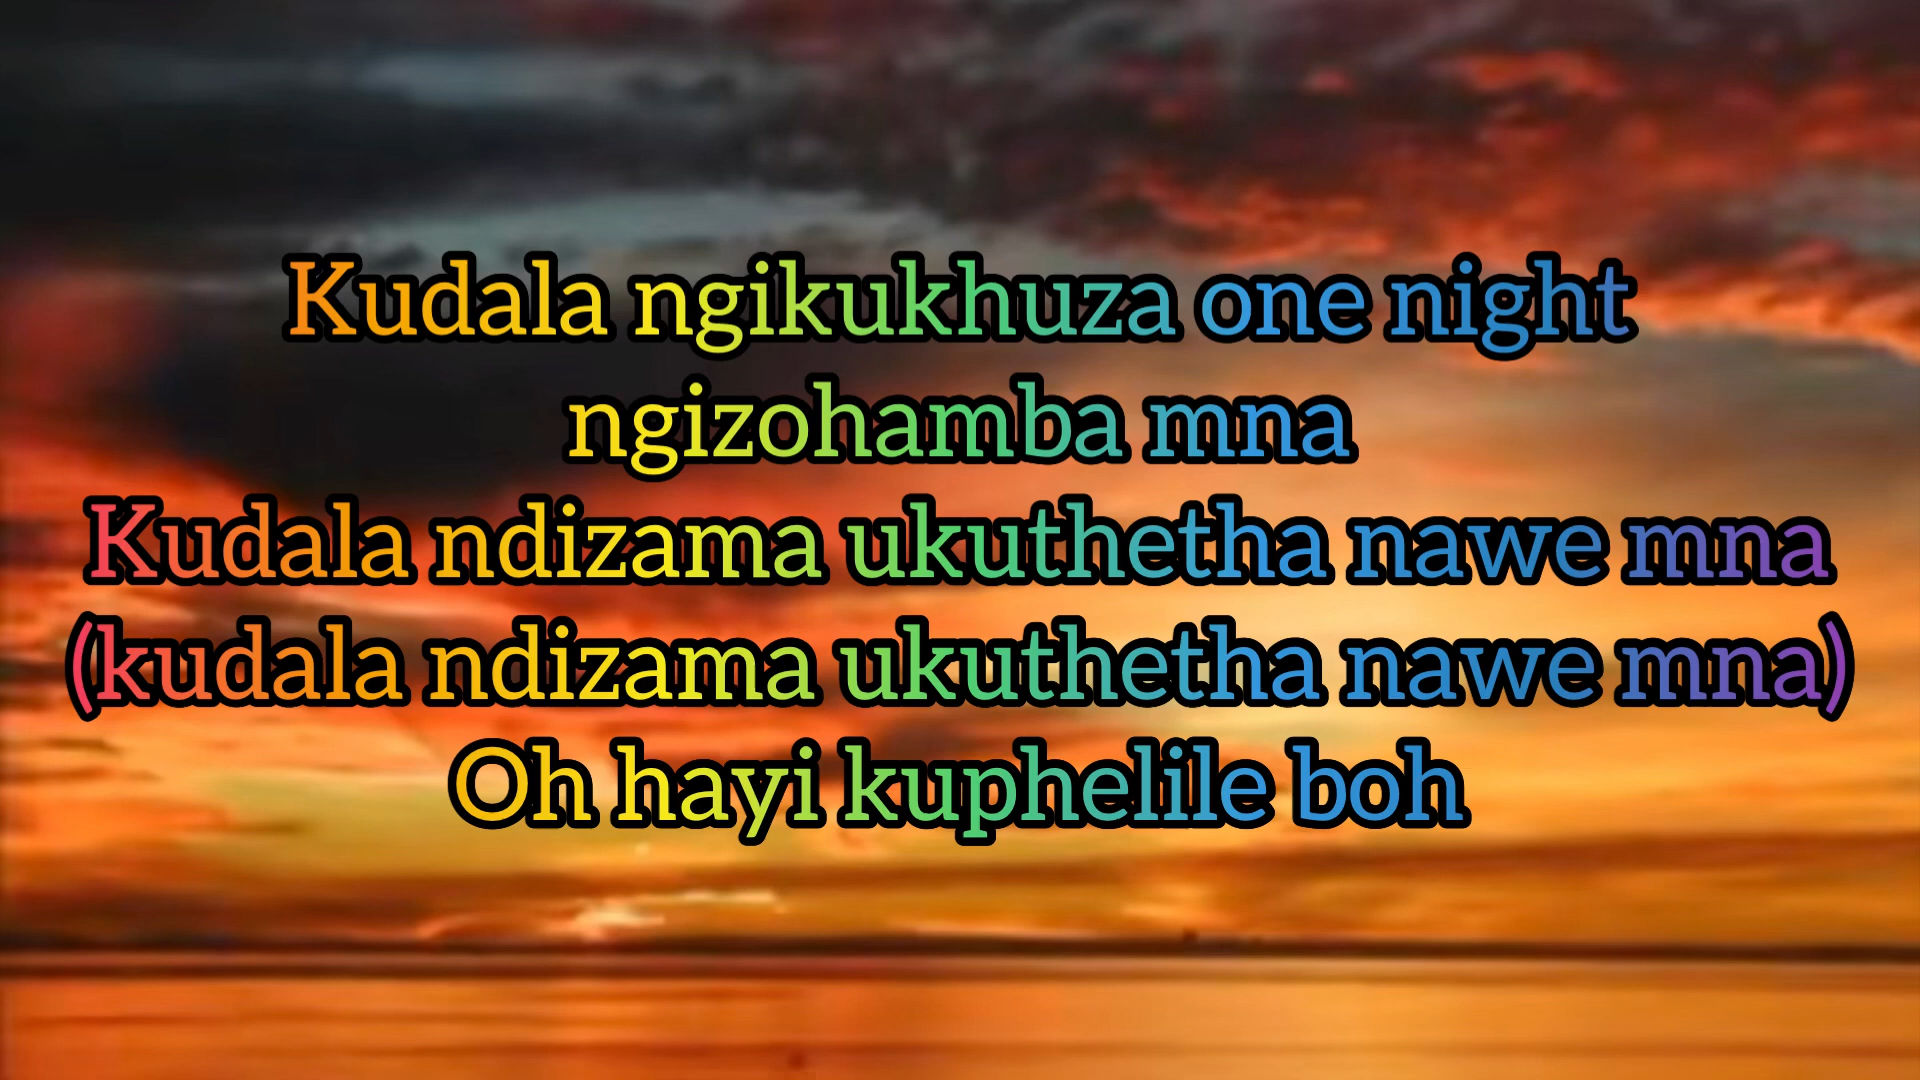 Kudala ngikukhuza one night
ngizohamba mna
Kudala ndizama ukuthetha nawe mna
(kudala ndizama ukuthetha nawe mna)
Oh hayi kuphelile boh